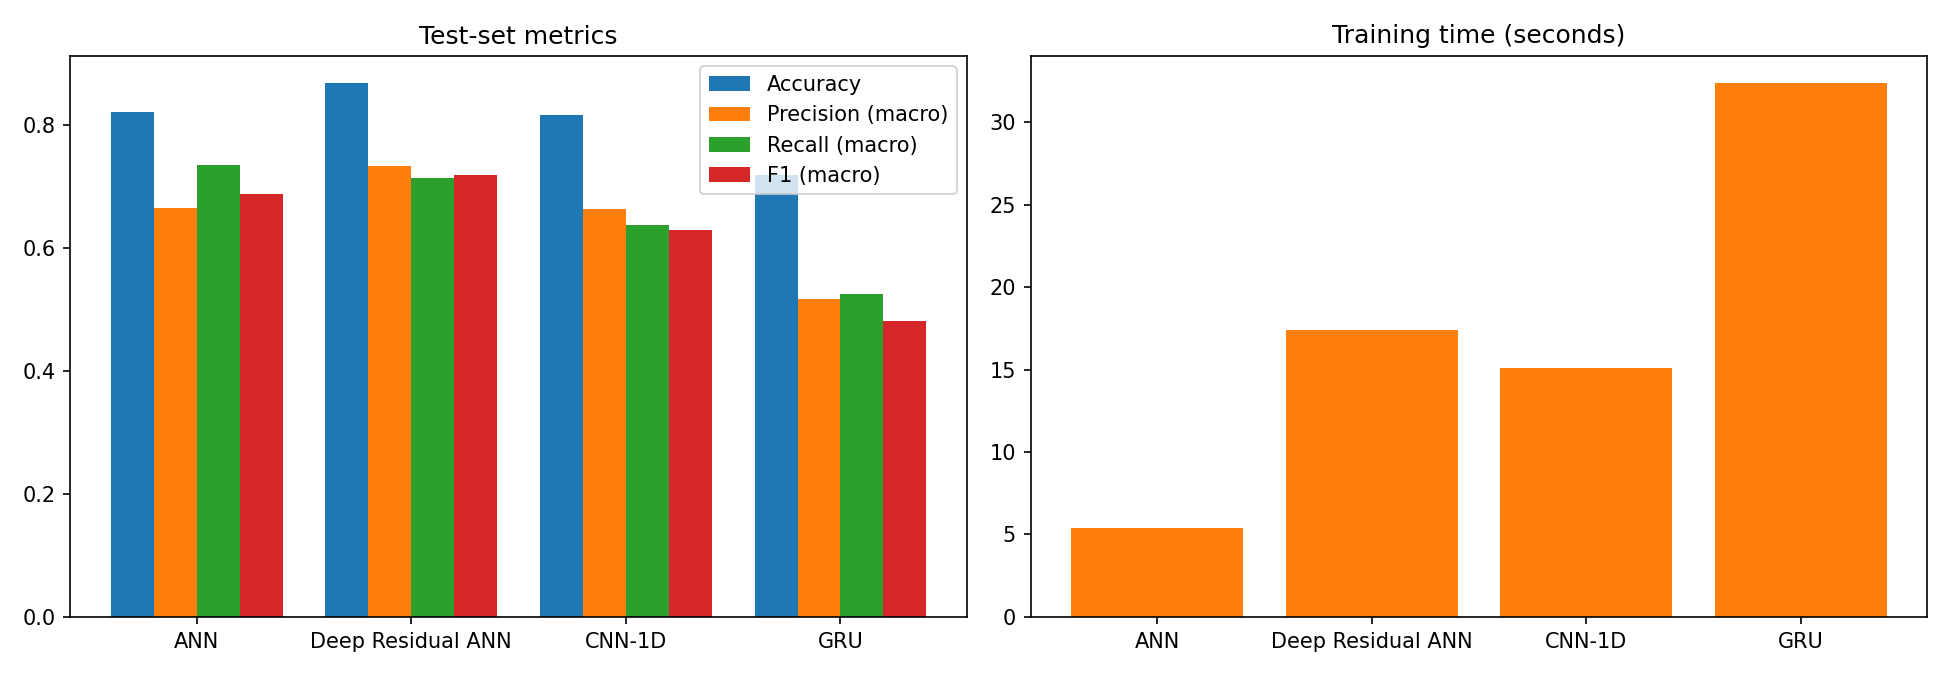 Test-set metrics
Accuracy
Precision (macro)
Recall (macro)
F1 (macro)
0.8
0.6
0.4
0.2
0.0
ANN
Deep Residual ANN
CNN-1D
GRU
Training time (seconds)
30
25
20
15
10
5
0
ANN
Deep Residual ANN
CNN-1D
GRU